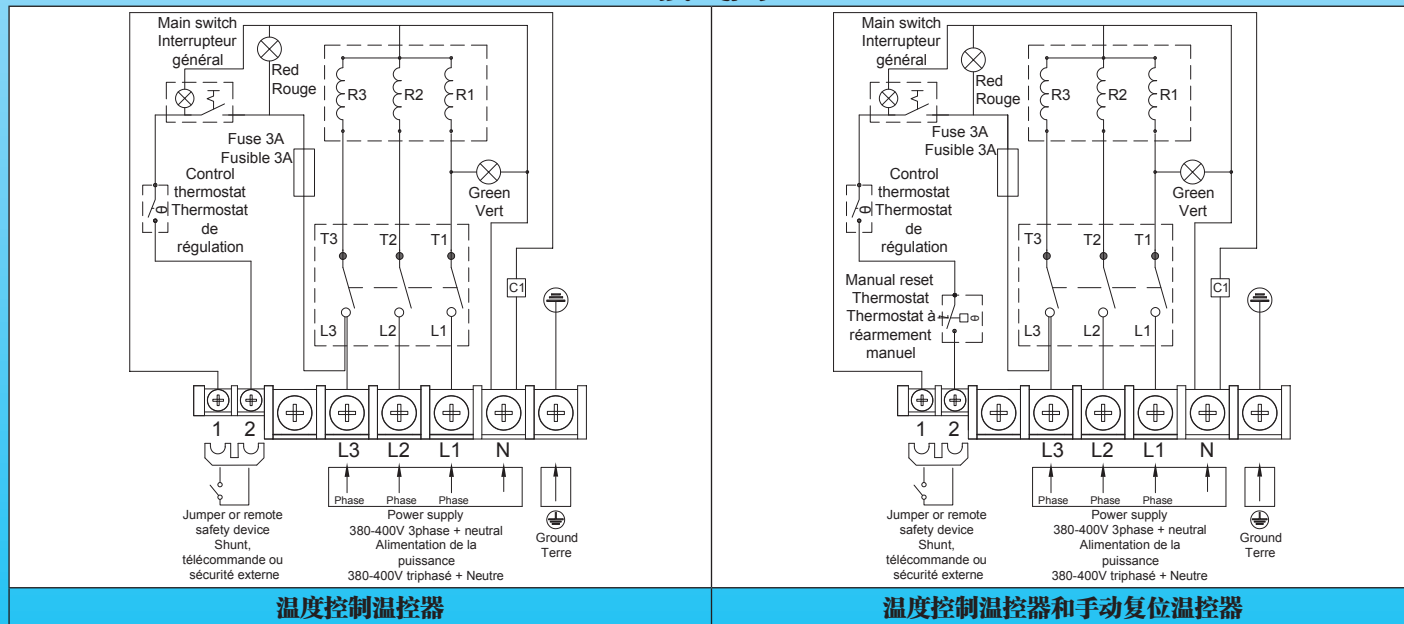 Main switch
Interrupteur
général
Red
Rouge
R3
R2
R1
Fuse 3A
Fusible 3A
Control
thermostat
Thermostat
de
régulation
θ
Green
Vert
T3
T2
T1
C1
L3
L2
L1
1
2
L3
L2
L1
N
Phase
Phase
Phase
Jumper or remote
safety device
Shunt,
télécommande ou
sécurité externe
Power supply
380-400V 3phase + neutral
Alimentation de la
puissance
380-400V triphasé + Neutre
Ground
Terre
温度控制温控器
Main switch
Interrupteur
général
Red
Rouge
R3
R2
R1
Fuse 3A
Fusible 3A
Control
thermostat
Thermostat
de
régulation
θ
Green
Vert
T3
T2
T1
C1
Manual reset
Thermostat
Thermostat à
réarmement
manuel
θ
L3
L2
L1
1
2
L3
L2
L1
N
Phase
Phase
Phase
Jumper or remote
safety device
Shunt,
télécommande ou
sécurité externe
Power supply
380-400V 3phase + neutral
Alimentation de la
puissance
380-400V triphasé + Neutre
Ground
Terre
温度控制温控器和手动复位温控器